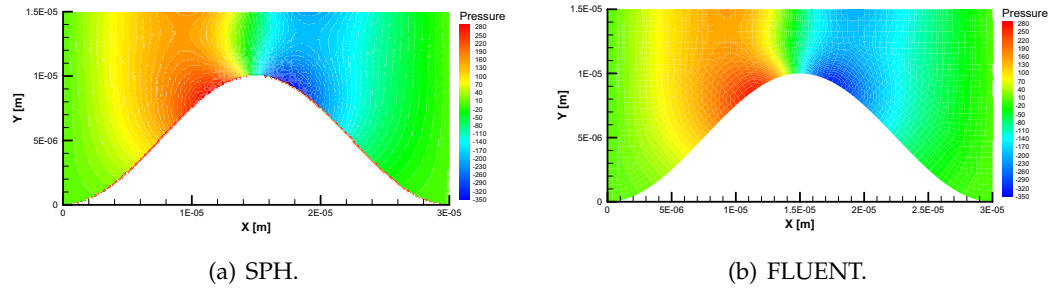 Pressure
280
250
220
190
160
130
100
70
40
10
-20
-50
-80
-110
-140
-170
-200
-230
-260
-290
-320
-350
Y [m]
1.5E-05
1E-05
5E-06
0
0
1E-05
2E-05
3E-05
X [m]
(a) SPH.
Pressure
280
250
220
190
160
130
100
70
40
10
-20
-50
-80
-110
-140
-170
-200
-230
-260
-290
-320
-350
Y [m]
1.5E-05
1E-05
5E-06
0
0
5E-06
1E-05
1.5E-05
2E-05
2.5E-05
3E-05
X [m]
(b) FLUENT.